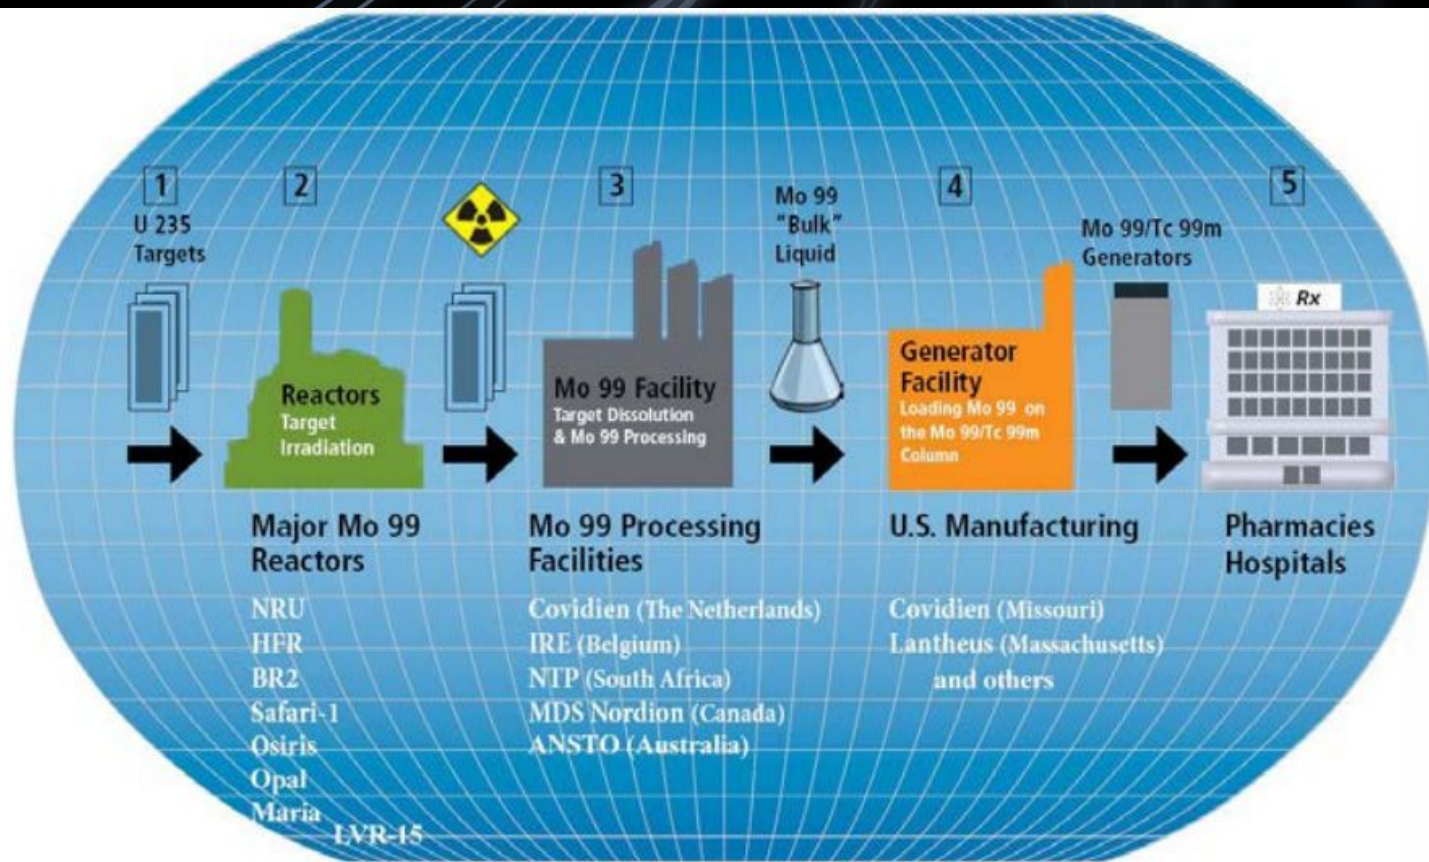 1
U 235
Targets
2
Reactors
Target
Irradiation
Major Mo 99
Reactors
NRU
HFR
BR2
Safari-1
Osiris
Opal
Maria
LVR-15
3
Mo 99 Facility
Target Dissolution
& Mo 99 Processing
Mo 99 Processing
Facilities
Covidien (The Netherlands)
IRE (Belgium)
NTP (South Africa)
MDS Nordion (Canada)
ANSTO (Australia)
Mo 99
"Bulk"
Liquid
4
Generator
Facility
Loading Mo 99 on
the Mo 99/Tc 99m
Column
U.S. Manufacturing
Covidien (Missouri)
Lantheus (Massachusetts)
and others
Mo 99/Tc 99m
Generators
5
Rx
Pharmacies
Hospitals